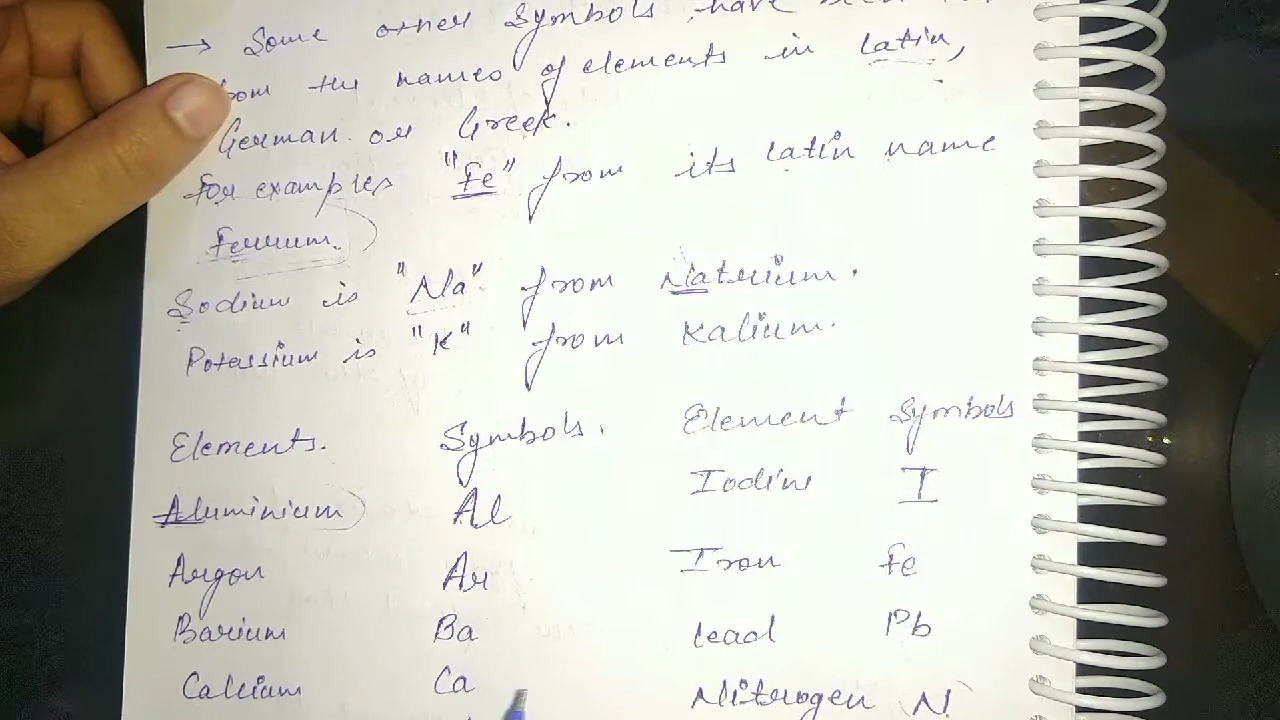 → Some other Symbols have been
from the names of elements in latin,
German or Greek.
for examples "Fe" from its latin name
Ferrum.
Sodium is "Na" from Natrium.
Potassium is "K" from Kalium.
Elements. Symbols. Element Symbols
Aluminium Al Iodine I
Argon Ar Iron Fe
Barium Ba lead Pb
Calcium Ca Nitrogen N